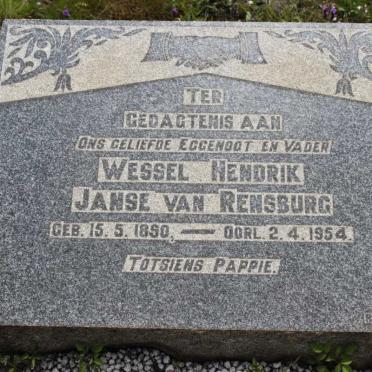 TER
GEDAGTENIS AAN
ONS GELIEFDE EGGENOOT EN VADER
WESSEL HENDRIK
JANSE VAN RENSBURG
GEB. 15. 5. 1890, — OORL. 2. 4. 1954.
TOTSIENS PAPPIE.